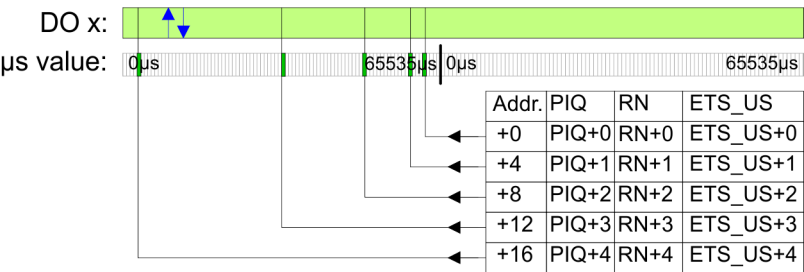 DO x:
µs value: 0µs 65535µs 0µs 65535µs
Addr. PIQ RN ETS_US
+0 PIQ+0 RN+0 ETS_US+0
+4 PIQ+1 RN+1 ETS_US+1
+8 PIQ+2 RN+2 ETS_US+2
+12 PIQ+3 RN+3 ETS_US+3
+16 PIQ+4 RN+4 ETS_US+4